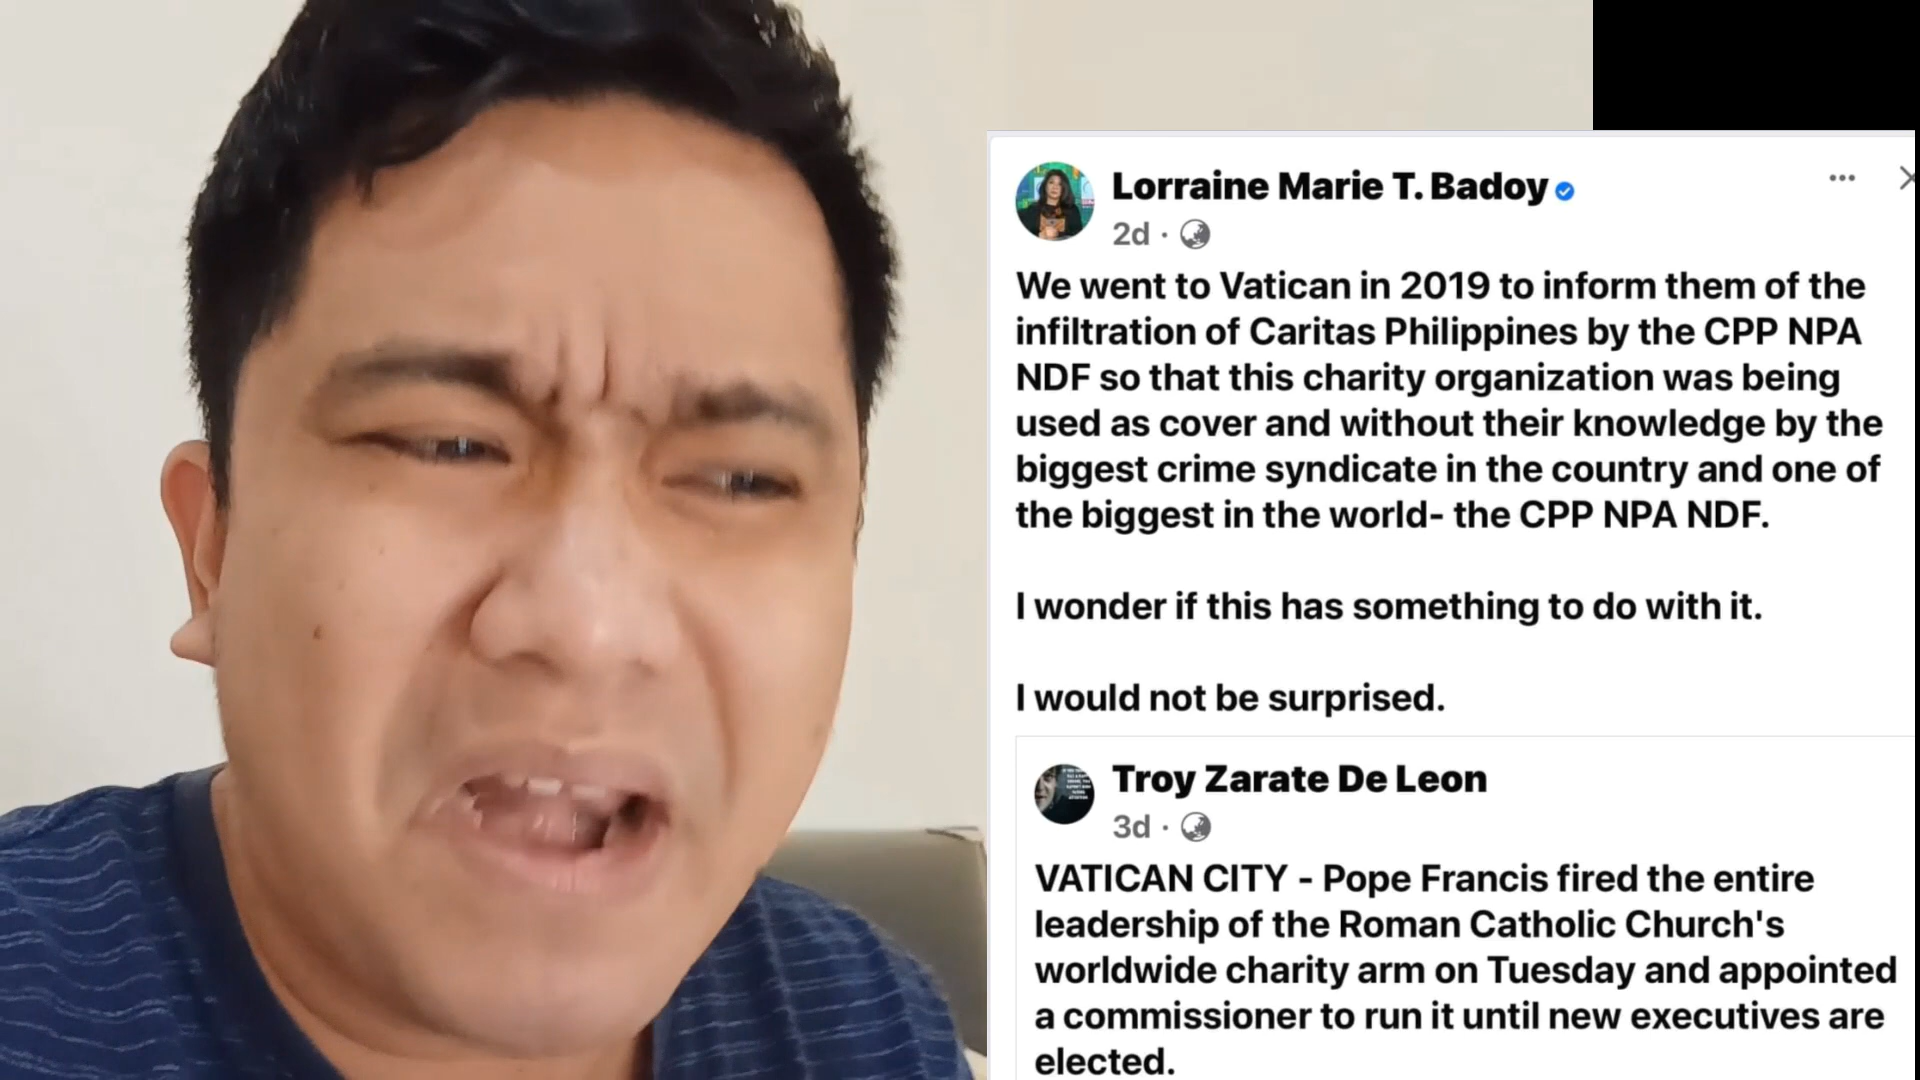 Lorraine Marie T. Badoy
2d ·
We went to Vatican in 2019 to inform them of the
infiltration of Caritas Philippines by the CPP NPA
NDF so that this charity organization was being
used as cover and without their knowledge by the
biggest crime syndicate in the country and one of
the biggest in the world- the CPP NPA NDF.
I wonder if this has something to do with it.
I would not be surprised.
Troy Zarate De Leon
3d ·
VATICAN CITY - Pope Francis fired the entire
leadership of the Roman Catholic Church's
worldwide charity arm on Tuesday and appointed
a commissioner to run it until new executives are
elected.